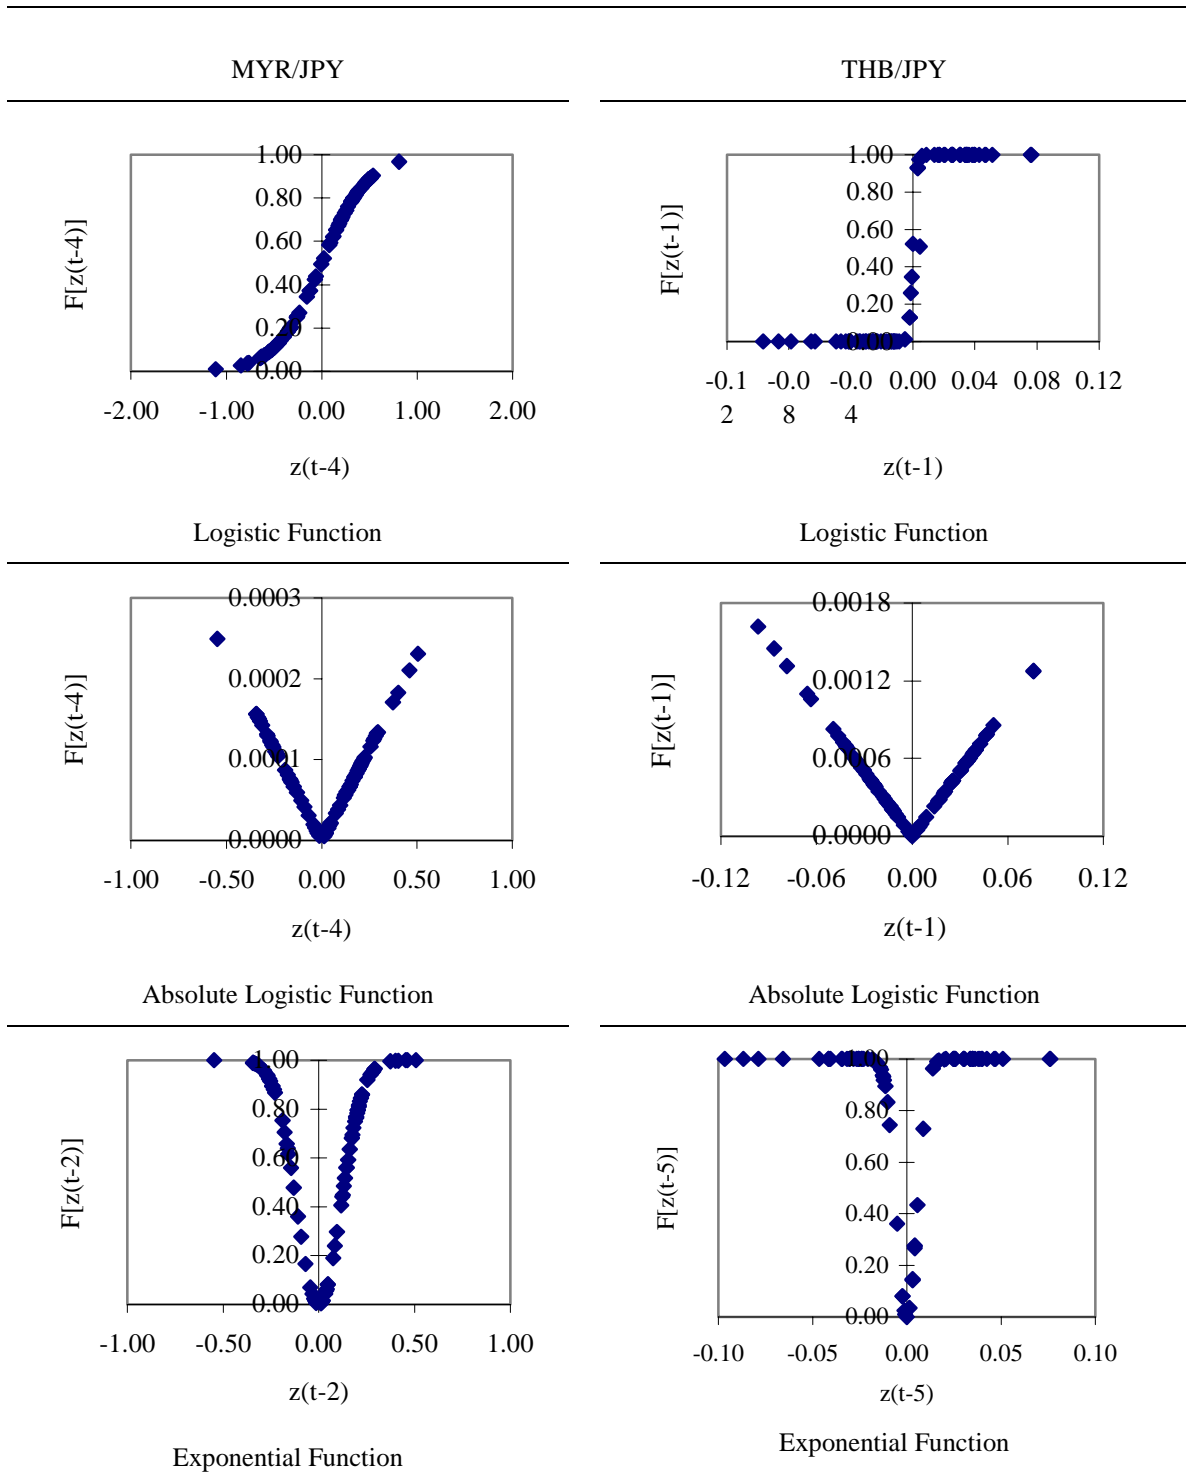 MYR/JPY
THB/JPY
1.00
0.80
0.60
0.40
0.20
0.00
F[z(t-4)]
-2.00 -1.00 0.00 1.00 2.00
z(t-4)
Logistic Function
1.00
0.80
0.60
0.40
0.20
0.00
F[z(t-1)]
-0.1 -0.0 -0.0 0.00 0.04 0.08 0.12
2 8 4
z(t-1)
Logistic Function
0.0003
0.0002
0.0001
0.0000
F[z(t-4)]
-1.00 -0.50 0.00 0.50 1.00
z(t-4)
Absolute Logistic Function
0.0018
0.0012
0.0006
0.0000
F[z(t-1)]
-0.12 -0.06 0.00 0.06 0.12
z(t-1)
Absolute Logistic Function
1.00
0.80
0.60
0.40
0.20
0.00
F[z(t-2)]
-1.00 -0.50 0.00 0.50 1.00
z(t-2)
Exponential Function
1.00
0.80
0.60
0.40
0.20
0.00
F[z(t-5)]
-0.10 -0.05 0.00 0.05 0.10
z(t-5)
Exponential Function